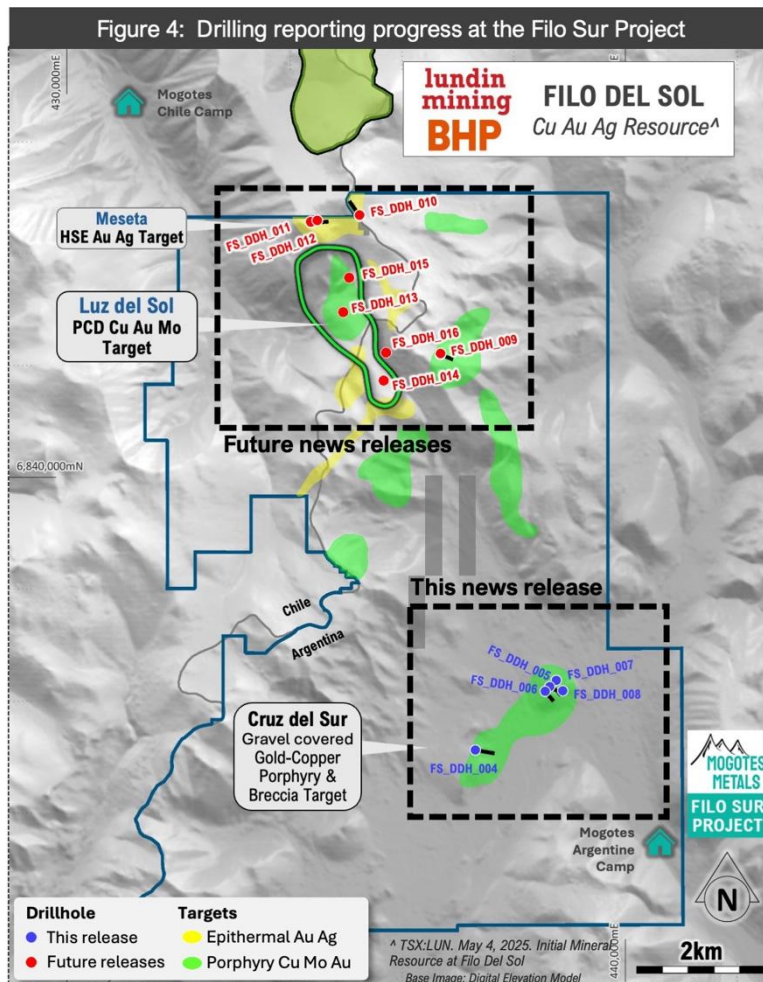 Figure 4: Drilling reporting progress at the Filo Sur Project
430,000mE
Mogotes
Chile Camp
lundin
mining
BHP
FILO DEL SOL
Cu Au Ag Resource^
Meseta
HSE Au Ag Target
FS_DDH_010
FS_DDH_011
FS_DDH_012
FS_DDH_015
Luz del Sol
PCD Cu Au Mo
Target
FS_DDH_013
FS_DDH_016
FS_DDH_009
FS_DDH_014
Future news releases
6,840,000mN
This news release
Chile
Argentina
FS_DDH_005
FS_DDH_007
FS_DDH_006
FS_DDH_008
Cruz del Sur
Gravel covered
Gold-Copper
Porphyry &
Breccia Target
FS_DDH_004
MOGOTES
METALS
FILO SUR
PROJECT
Mogotes
Argentine
Camp
N
Drillhole
This release
Future releases
Targets
Epithermal Au Ag
Porphyry Cu Mo Au
^ TSX:LUN. May 4, 2025. Initial Mineral
Resource at Filo Del Sol
Base Image: Digital Elevation Model
440,000mE
2km